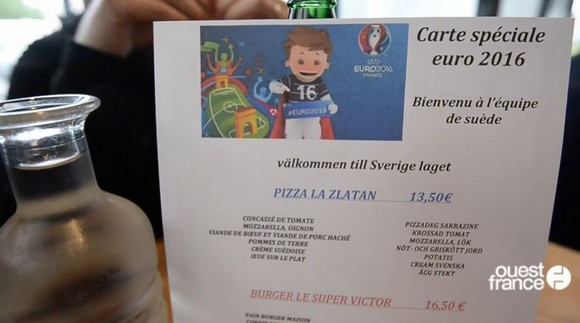 Carte spéciale
euro 2016
UEFA
EURO2016
FRANCE
16
#EURO2016
Bienvenu à l'équipe
de suède
välkommen till Sverige laget
PIZZA LA ZLATAN 13,50€
CONCASSÉ DE TOMATE
MOZZARELLA, OIGNON
VIANDE DE BŒUF ET VIANDE DE PORC HACHÉ
POMMES DE TERRE
CRÈME SUÉDOISE
ŒUF SUR LE PLAT
PIZZADEG SARRAZINE
KROSSAD TOMAT
MOZZARELLA, LÖK
NÖT- OCH GRISKÖTT JORD
POTATIS
CREAM SVENSKA
ÄGG STEKT
BURGER LE SUPER VICTOR 16,50€
PAIN BURGER MAISON
ouest
france